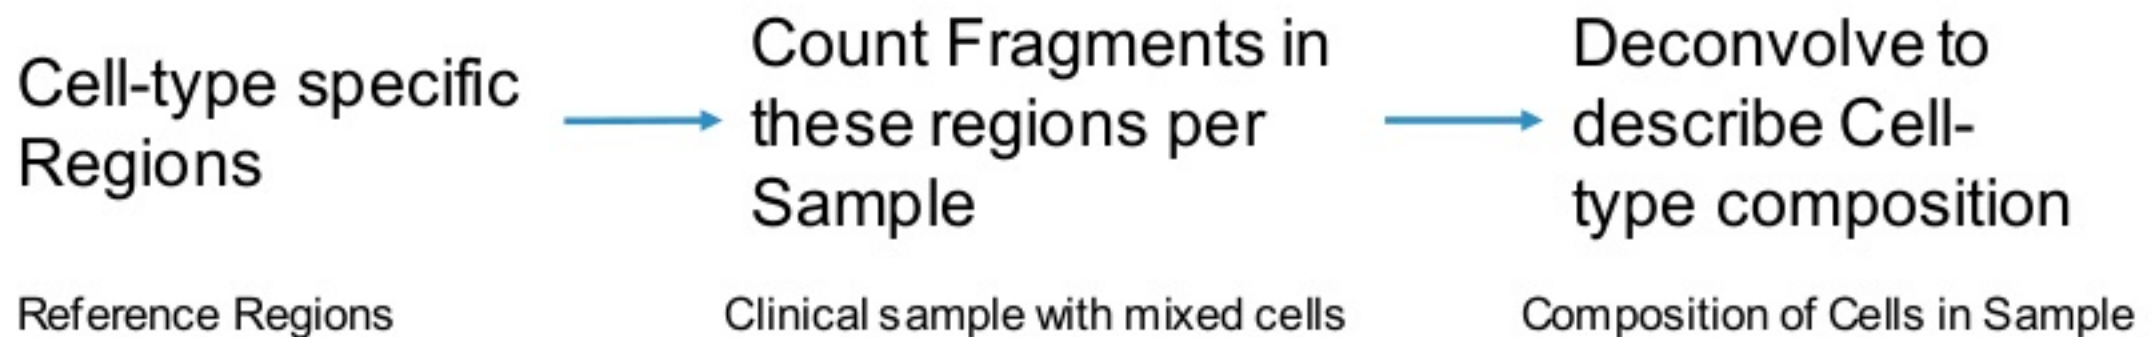 Cell-type specific
Regions
Count Fragments in
these regions per
Sample
Deconvolve to
describe Cell-
type composition
Reference Regions
Clinical sample with mixed cells
Composition of Cells in Sample